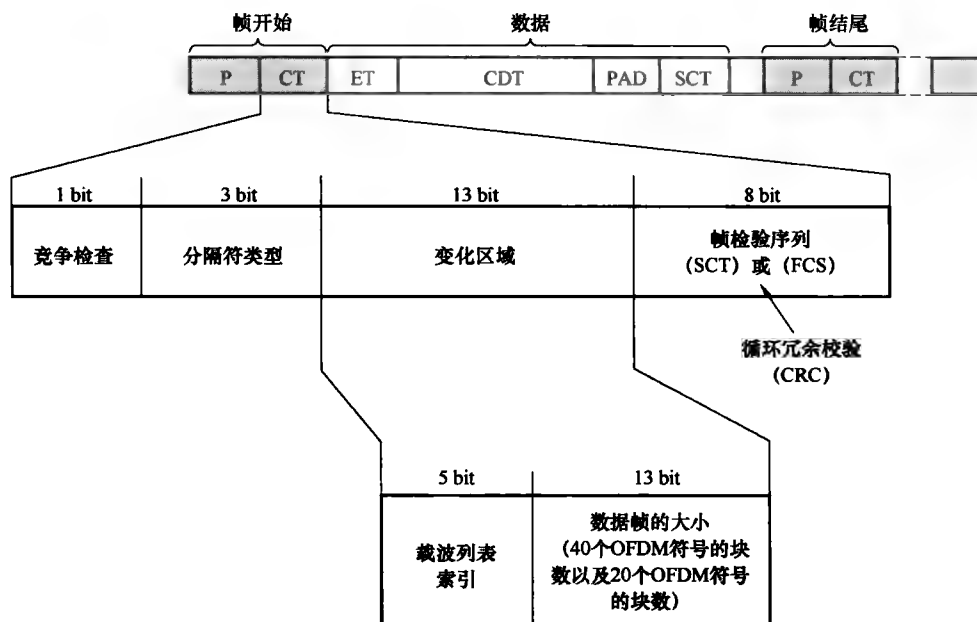 帧开始 数据 帧结尾
P CT ET CDT PAD SCT P CT
1 bit 3 bit 13 bit 8 bit
竞争检查 分隔符类型 变化区域 帧检验序列
（SCT）或（FCS）
循环冗余校验
（CRC）
5 bit 13 bit
载波列表
索引
数据帧的大小
（40个OFDM符号的块
数以及20个OFDM符号
的块数）